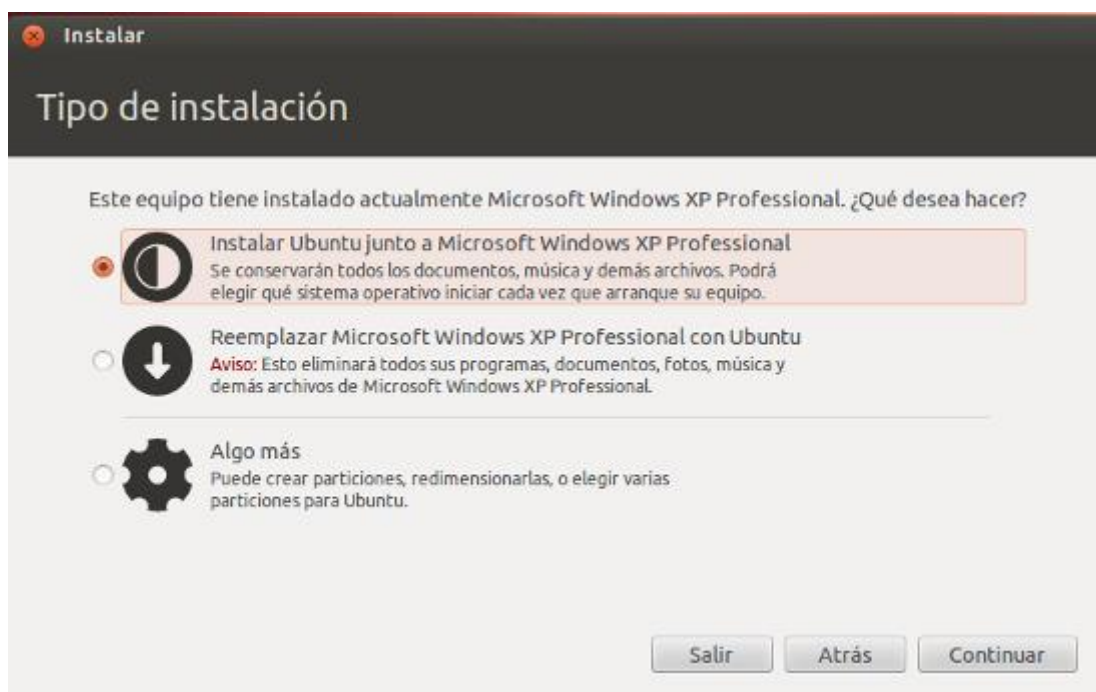 Instalar
Tipo de instalación
Este equipo tiene instalado actualmente Microsoft Windows XP Professional. ¿Qué desea hacer?
Instalar Ubuntu junto a Microsoft Windows XP Professional
Se conservarán todos los documentos, música y demás archivos. Podrá
elegir qué sistema operativo iniciar cada vez que arranque su equipo.
Reemplazar Microsoft Windows XP Professional con Ubuntu
Aviso: Esto eliminará todos sus programas, documentos, fotos, música y
demás archivos de Microsoft Windows XP Professional.
Algo más
Puede crear particiones, redimensionarlas, o elegir varias
particiones para Ubuntu.
Salir
Atrás
Continuar